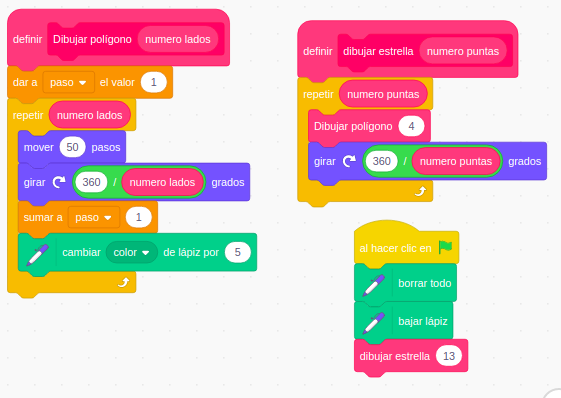 definir Dibujar polígono numero lados
dar a paso el valor 1
repetir numero lados
mover 50 pasos
girar 360 / numero lados grados
sumar a paso 1
cambiar color de lápiz por 5
definir dibujar estrella numero puntas
repetir numero puntas
Dibujar polígono 4
girar 360 / numero puntas grados
al hacer clic en
borrar todo
bajar lápiz
dibujar estrella 13